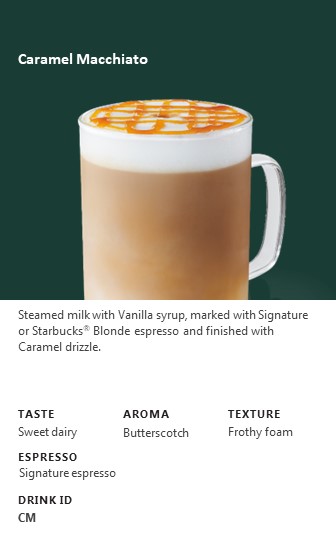 Caramel Macchiato
Steamed milk with Vanilla syrup, marked with Signature
or Starbucks® Blonde espresso and finished with
Caramel drizzle.
TASTE AROMA TEXTURE
Sweet dairy Butterscotch Frothy foam
ESPRESSO
Signature espresso
DRINK ID
CM